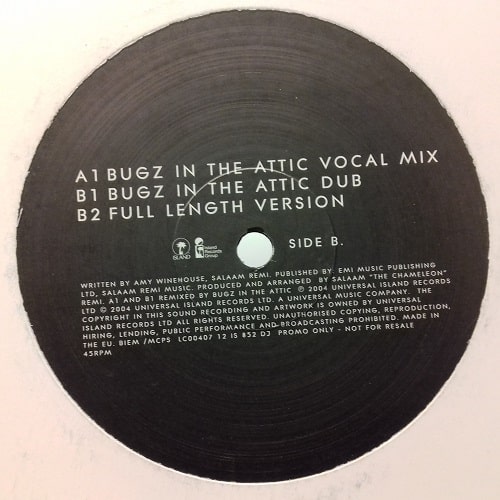 A1 BUGZ IN THE ATTIC VOCAL MIX
B1 BUGZ IN THE ATTIC DUB
B2 FULL LENGTH VERSION
ISLAND
Island
Records
Group
SIDE B.
WRITTEN BY AMY WINEHOUSE, SALAAM REMI. PUBLISHED BY: EMI MUSIC PUBLISHING
LTD, SALAAM REMI MUSIC. PRODUCED AND ARRANGED BY SALAAM "THE CHAMELEON"
REMI. A1 AND B1 REMIXED BY BUGZ IN THE ATTIC ℗ 2004 UNIVERSAL ISLAND RECORDS
LTD © 2004 UNIVERSAL ISLAND RECORDS LTD. A UNIVERSAL MUSIC COMPANY. THE
COPYRIGHT IN THIS SOUND RECORDING AND ARTWORK IS OWNED BY UNIVERSAL
ISLAND RECORDS LTD ALL RIGHTS RESERVED. UNAUTHORISED COPYING, REPRODUCTION,
HIRING, LENDING, PUBLIC PERFORMANCE AND BROADCASTING PROHIBITED. MADE IN
THE EU. BIEM /MCPS LC00407 12 IS 852 DJ PROMO ONLY - NOT FOR RESALE
45RPM